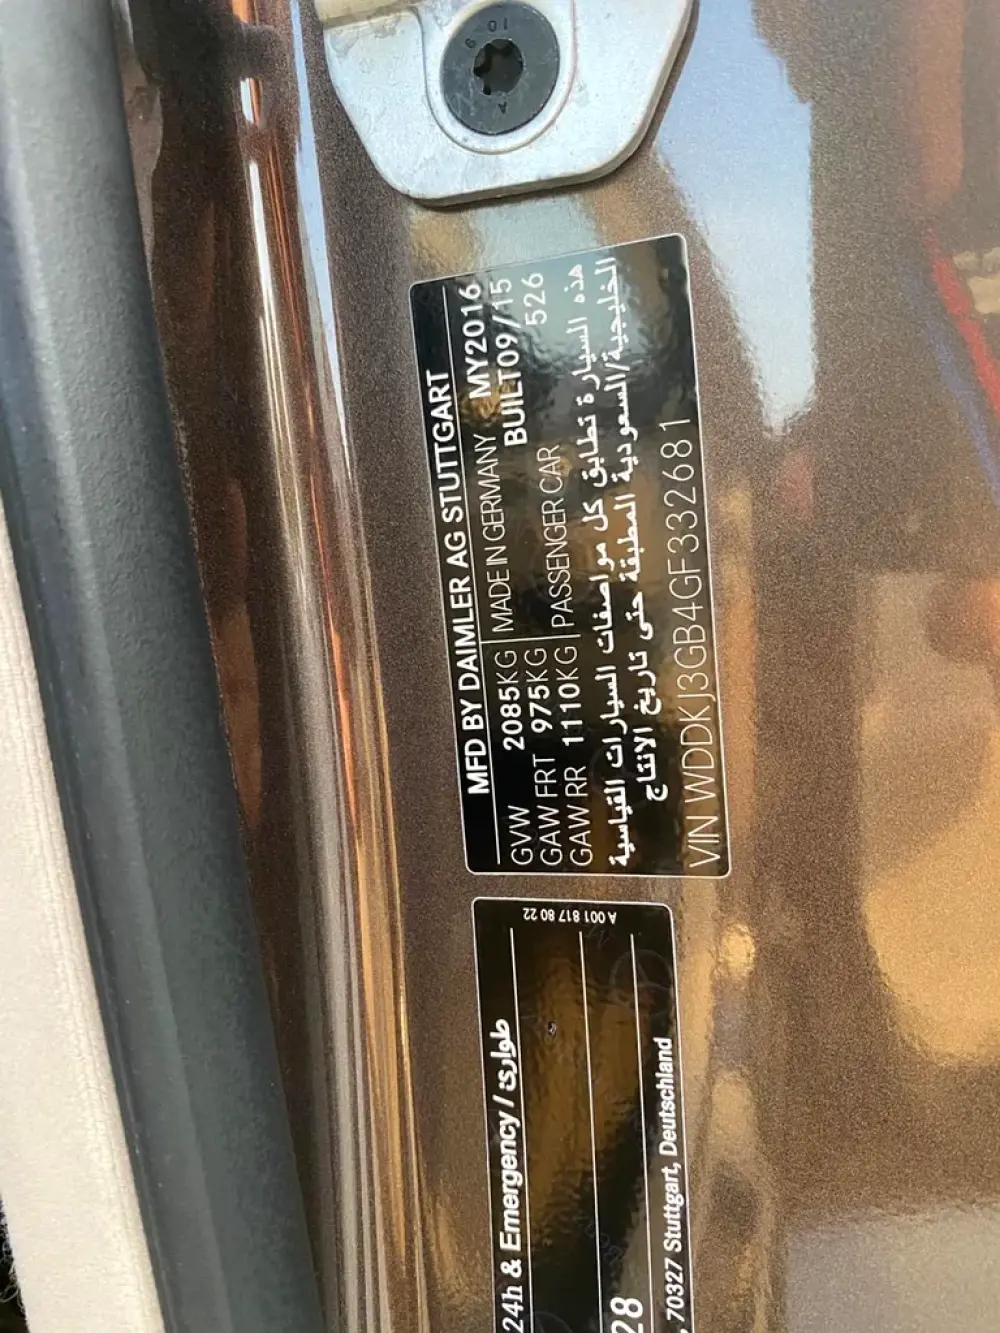 MFD BY DAIMLER AG STUTTGART
GVW 2085KG MADE IN GERMANY MY2016
GAW FRT 975KG BUILT09/15
GAW RR 1110KG PASSENGER CAR 526
هذه السيارة تطابق كل مواصفات السيارات القياسية
الخليجية/السعودية المطبقة حتى تاريخ الانتاج
VIN WDDKJ3GB4GF332681
A 001 817 80 22
24h & Emergency / طوارئ
28
, 70327 Stuttgart, Deutschland
10 9
A